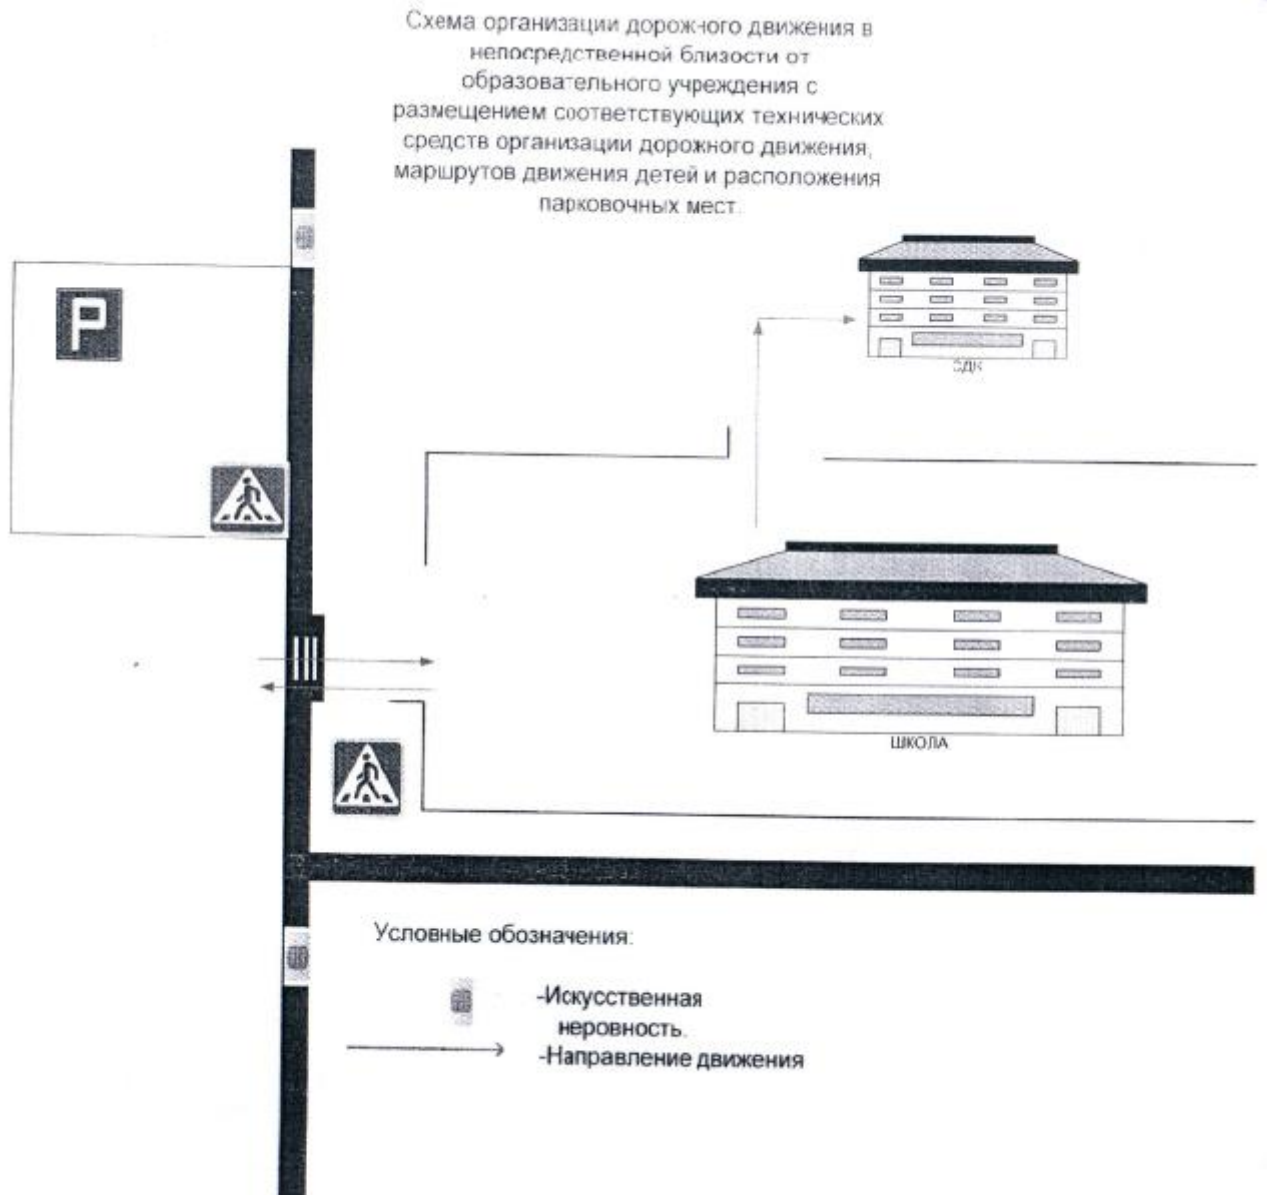 Схема организации дорожного движения в
непосредственной близости от
образовательного учреждения с
размещением соответствующих технических
средств организации дорожного движения,
маршрутов движения детей и расположения
парковочных мест.
P
СДК
ШКОЛА
Условные обозначения:
-Искусственная
неровность.
-Направление движения